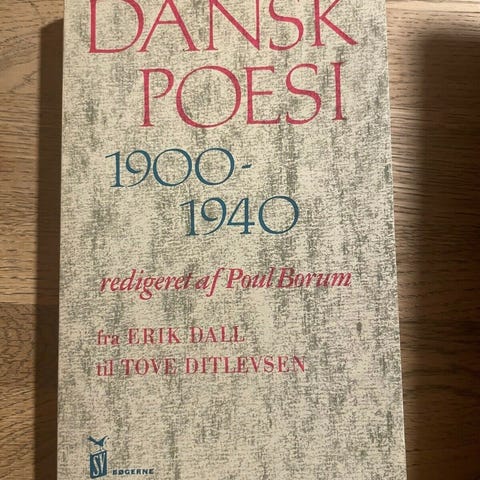 DANSK
POESI
1900-
1940
redigeret af Poul Borum
fra ERIK DALL
til TOVE DITLEVSEN
SV BØGERNE